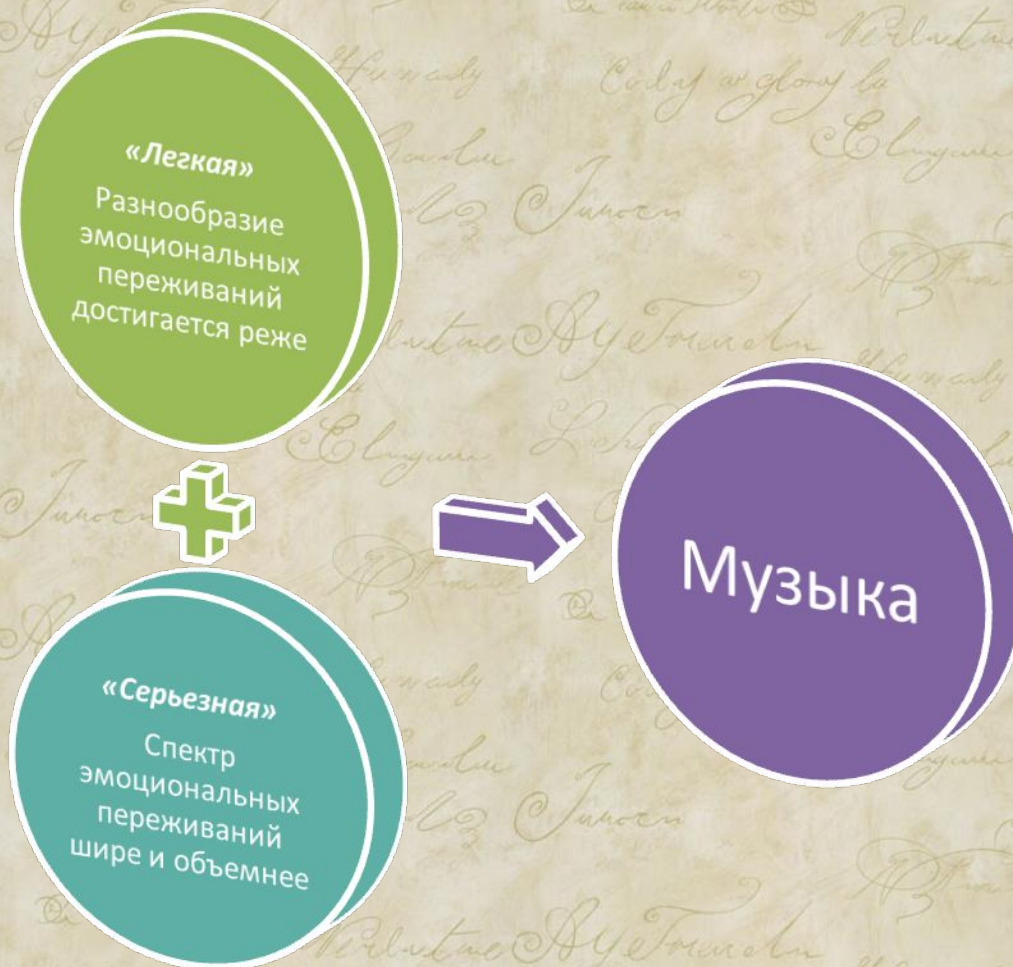 «Легкая»
Разнообразие
эмоциональных
переживаний
достигается реже
«Серьезная»
Спектр
эмоциональных
переживаний
шире и объемнее
Музыка